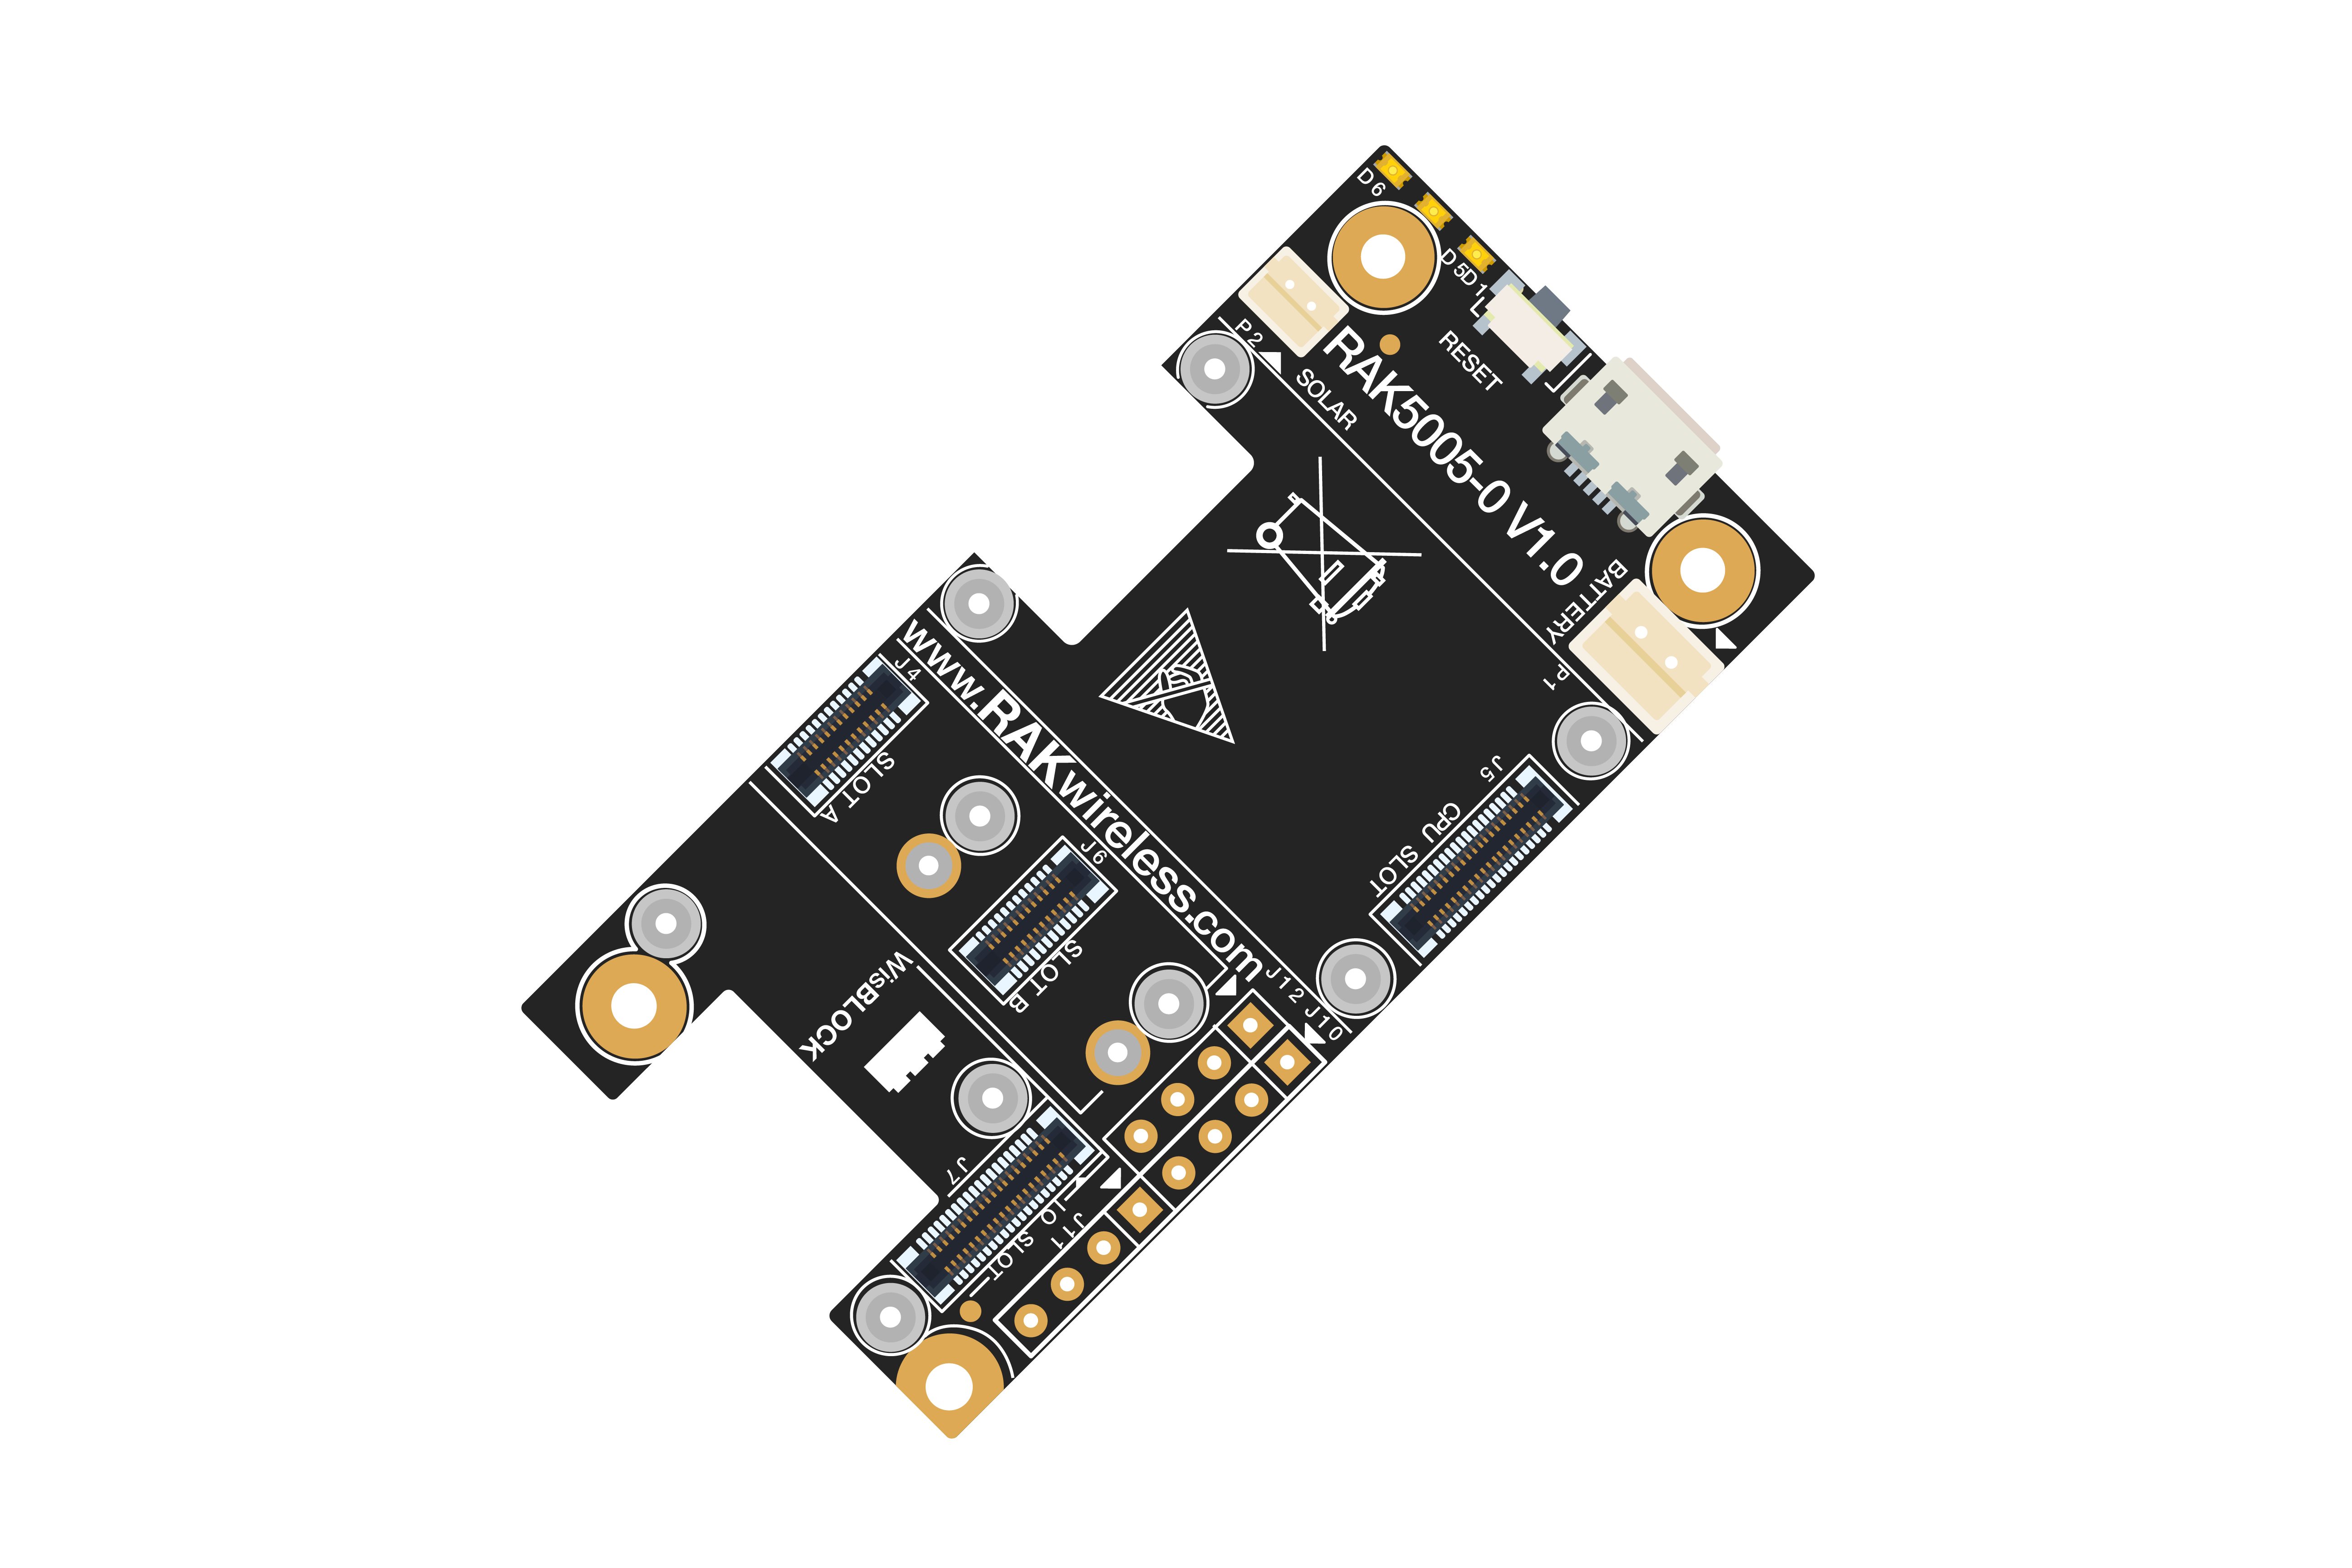 D6
D5
D1
RESET
P2
SOLAR
RAK5005-O V1.0
BATTERY
P1
www.RAKwireless.com
J4
SLOT A
J6
SLOT B
J5
CPU SLOT
J12
J10
WisBLOCK
J7
IO SLOT
J11